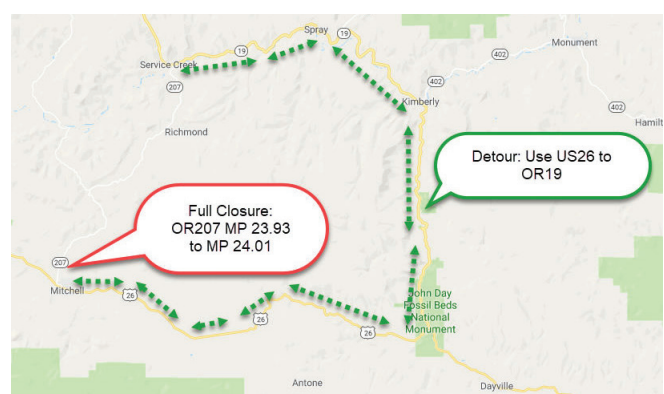 Spray
19
19
Service Creek
207
Monument
402
402
402
Kimberly
Hamilt
Richmond
Detour: Use US26 to
OR19
Full Closure:
OR207 MP 23.93
to MP 24.01
207
Mitchell
26
John Day
Fossil Beds
National
Monument
26
26
Antone
Dayville